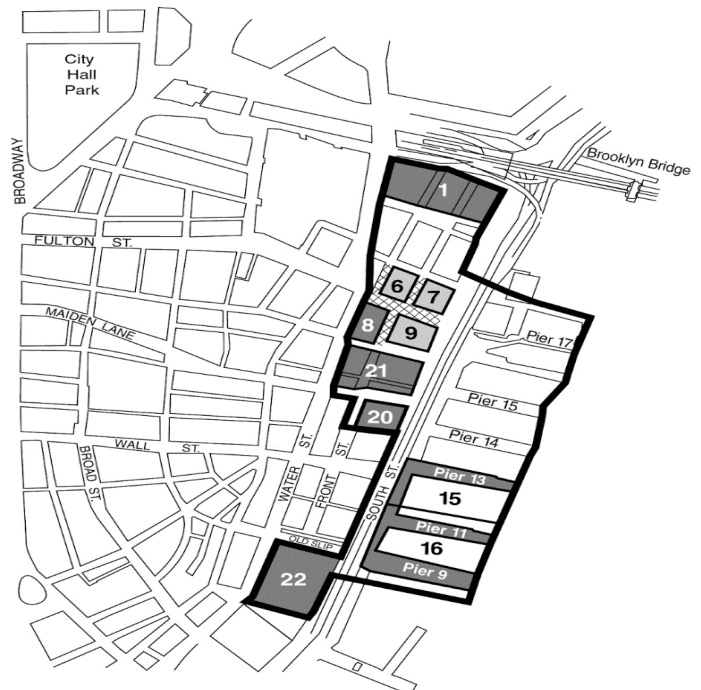 City
Hall
Park
BROADWAY
Brooklyn Bridge
1
FULTON ST.
6
7
MAIDEN LANE
8
9
Pier 17
21
Pier 15
20
WALL ST.
Pier 14
BROAD ST.
WATER ST.
FRONT ST.
SOUTH ST.
Pier 13
15
Pier 11
16
Pier 9
OLD SLIP
22